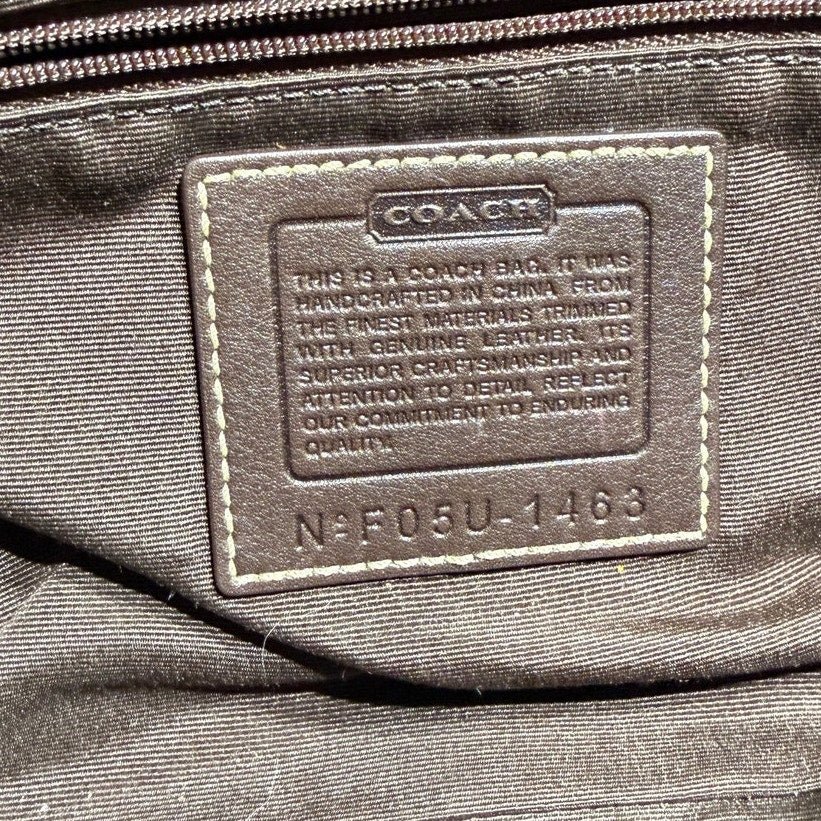 COACH
THIS IS A COACH BAG. IT WAS
HANDCRAFTED IN CHINA, FROM
THE FINEST MATERIALS TRIMMED
WITH GENUINE LEATHER. ITS
SUPERIOR CRAFTSMANSHIP AND
ATTENTION TO DETAIL REFLECT
OUR COMMITMENT TO ENDURING
QUALITY.
Nº F05U-1463